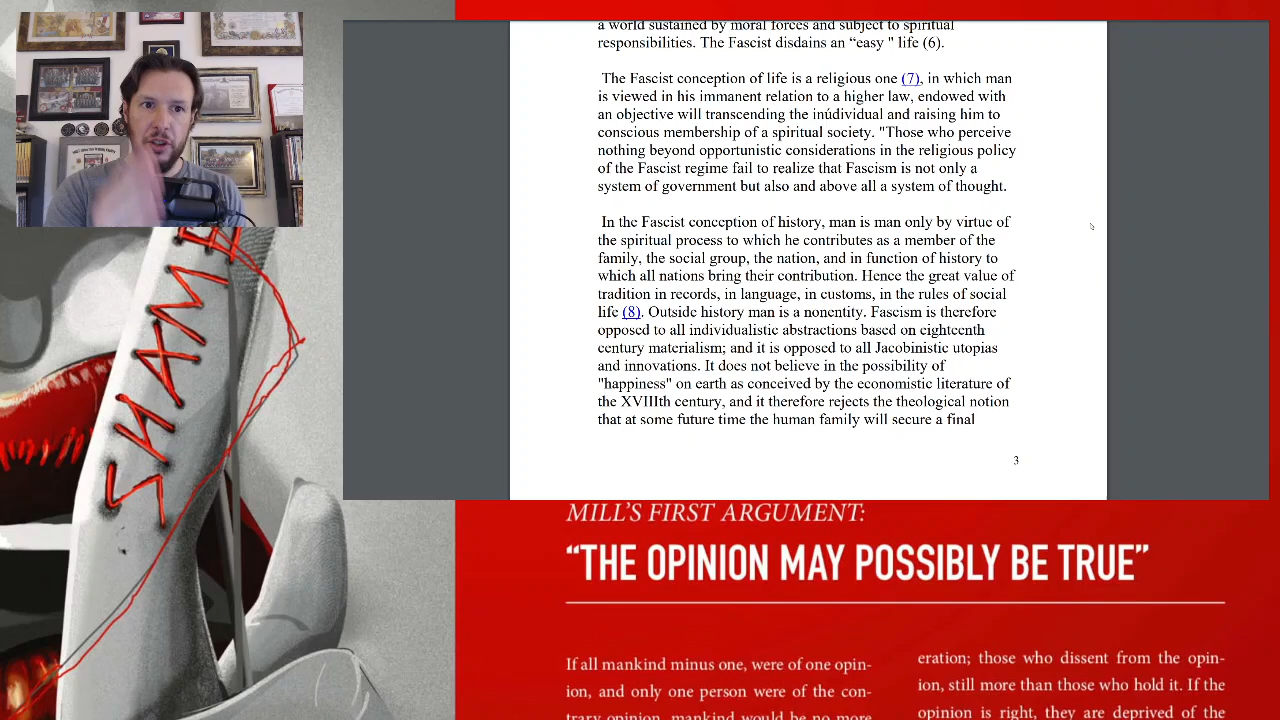 a world sustained by moral forces and subject to spiritual
responsibilities. The Fascist disdains an “easy " life (6).
The Fascist conception of life is a religious one (7), in which man
is viewed in his immanent relation to a higher law, endowed with
an objective will transcending the inúdividual and raising him to
conscious membership of a spiritual society. "Those who perceive
nothing beyond opportunistic considerations in the religious policy
of the Fascist regime fail to realize that Fascism is not only a
system of government but also and above all a system of thought.
In the Fascist conception of history, man is man only by virtue of
the spiritual process to which he contributes as a member of the
family, the social group, the nation, and in function of history to
which all nations bring their contribution. Hence the great value of
tradition in records, in language, in customs, in the rules of social
life (8). Outside history man is a nonentity. Fascism is therefore
opposed to all individualistic abstractions based on eighteenth
century materialism; and it is opposed to all Jacobinistic utopias
and innovations. It does not believe in the possibility of
"happiness" on earth as conceived by the economistic literature of
the XVIIIth century, and it therefore rejects the theological notion
that at some future time the human family will secure a final
3
SHAME
MILL’S FIRST ARGUMENT:
“THE OPINION MAY POSSIBLY BE TRUE”
If all mankind minus one, were of one opin-
ion, and only one person were of the con-
trary opinion, mankind would be no more
eration; those who dissent from the opin-
ion, still more than those who hold it. If the
opinion is right, they are deprived of the